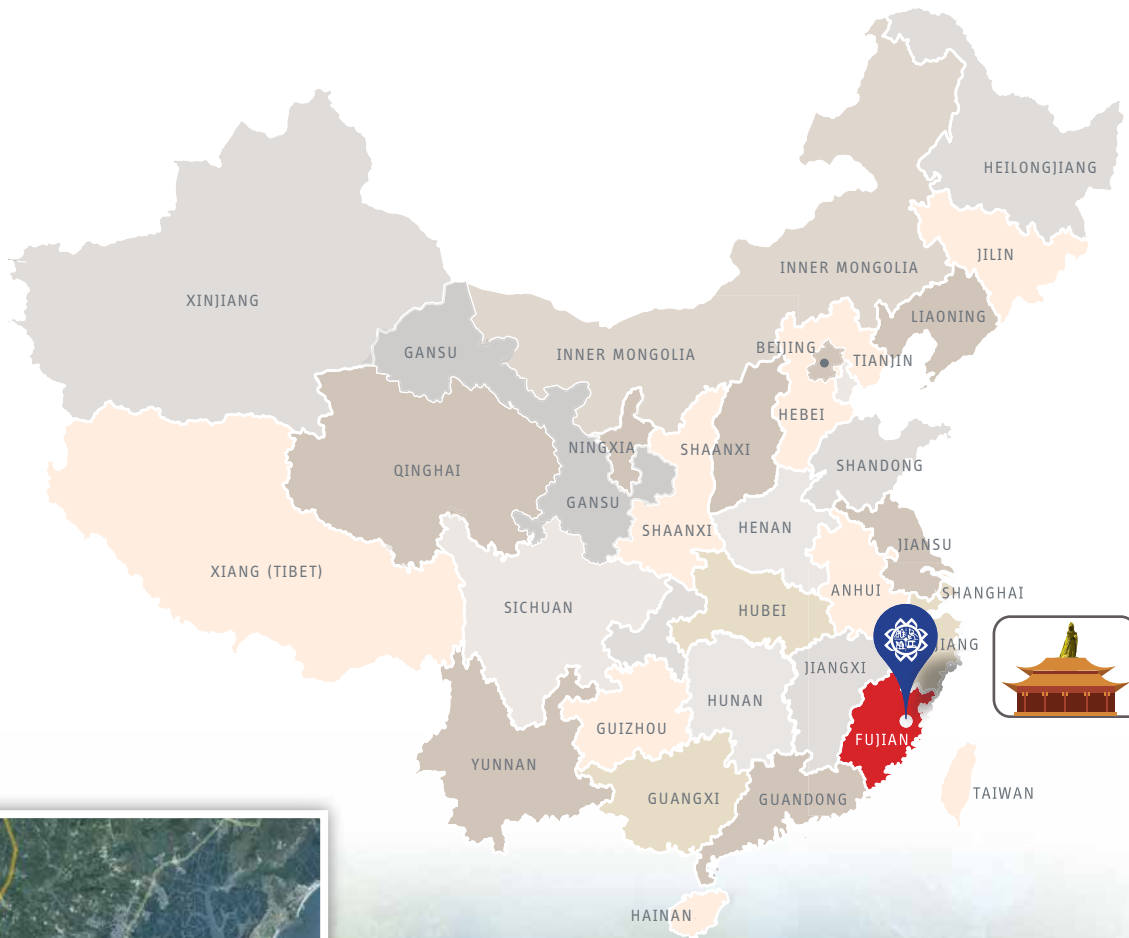 HEILONGJIANG
JILIN
INNER MONGOLIA
XINJIANG
LIAONING
BEIJING
GANSU
INNER MONGOLIA
TIANJIN
HEBEI
NINGXIA
SHAANXI
SHANDONG
QINGHAI
GANSU
SHAANXI
HENAN
JIANSU
XIANG (TIBET)
ANHUI
SHANGHAI
SICHUAN
HUBEI
JIANG
JIANGXI
HUNAN
GUIZHOU
FUJIAN
YUNNAN
GUANGXI
GUANDONG
TAIWAN
HAINAN